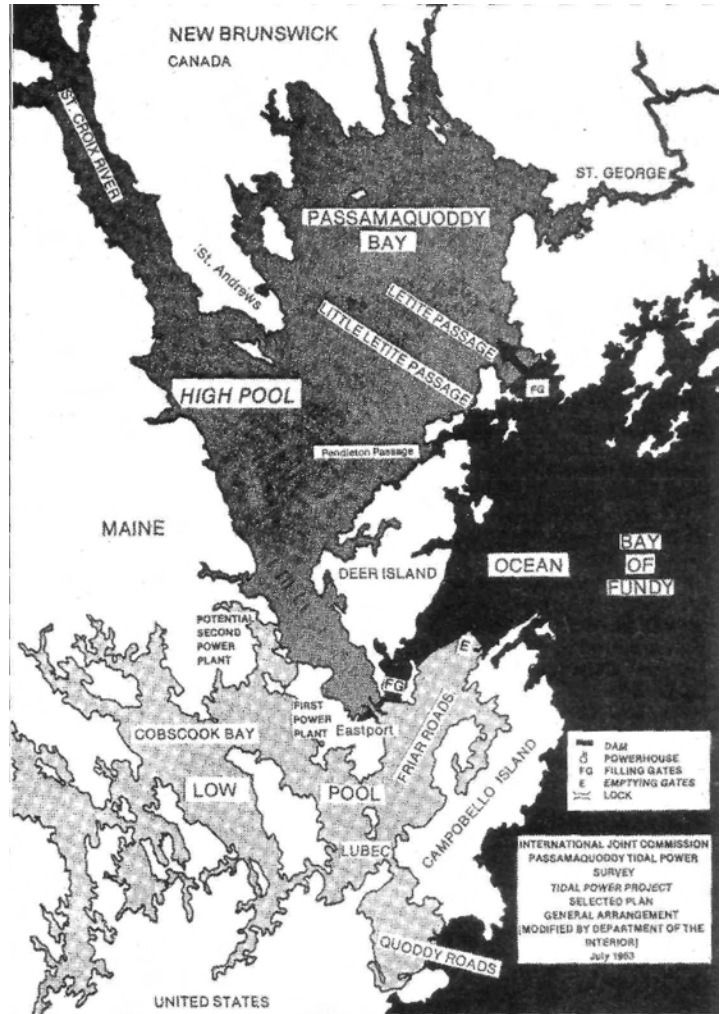 NEW BRUNSWICK
CANADA
ST. CROIX RIVER
ST. GEORGE
PASSAMAQUODDY
BAY
St. Andrews
LETITE PASSAGE
LITTLE LETITE PASSAGE
FG
HIGH POOL
Pendleton Passage
MAINE
DEER ISLAND
OCEAN
BAY
OF
FUNDY
POTENTIAL
SECOND
POWER
PLANT
E
FG
FIRST
POWER
PLANT
Eastport
FRIAR ROADS
COBSCOOK BAY
LOW
POOL
CAMPOBELLO ISLAND
LUBEC
QUODDY ROADS
UNITED STATES
DAM
POWERHOUSE
FG FILLING GATES
E EMPTYING GATES
LOCK
INTERNATIONAL JOINT COMMISSION
PASSAMAQUODDY TIDAL POWER
SURVEY
TIDAL POWER PROJECT
SELECTED PLAN
GENERAL ARRANGEMENT
[MODIFIED BY DEPARTMENT OF THE
INTERIOR]
July 1963